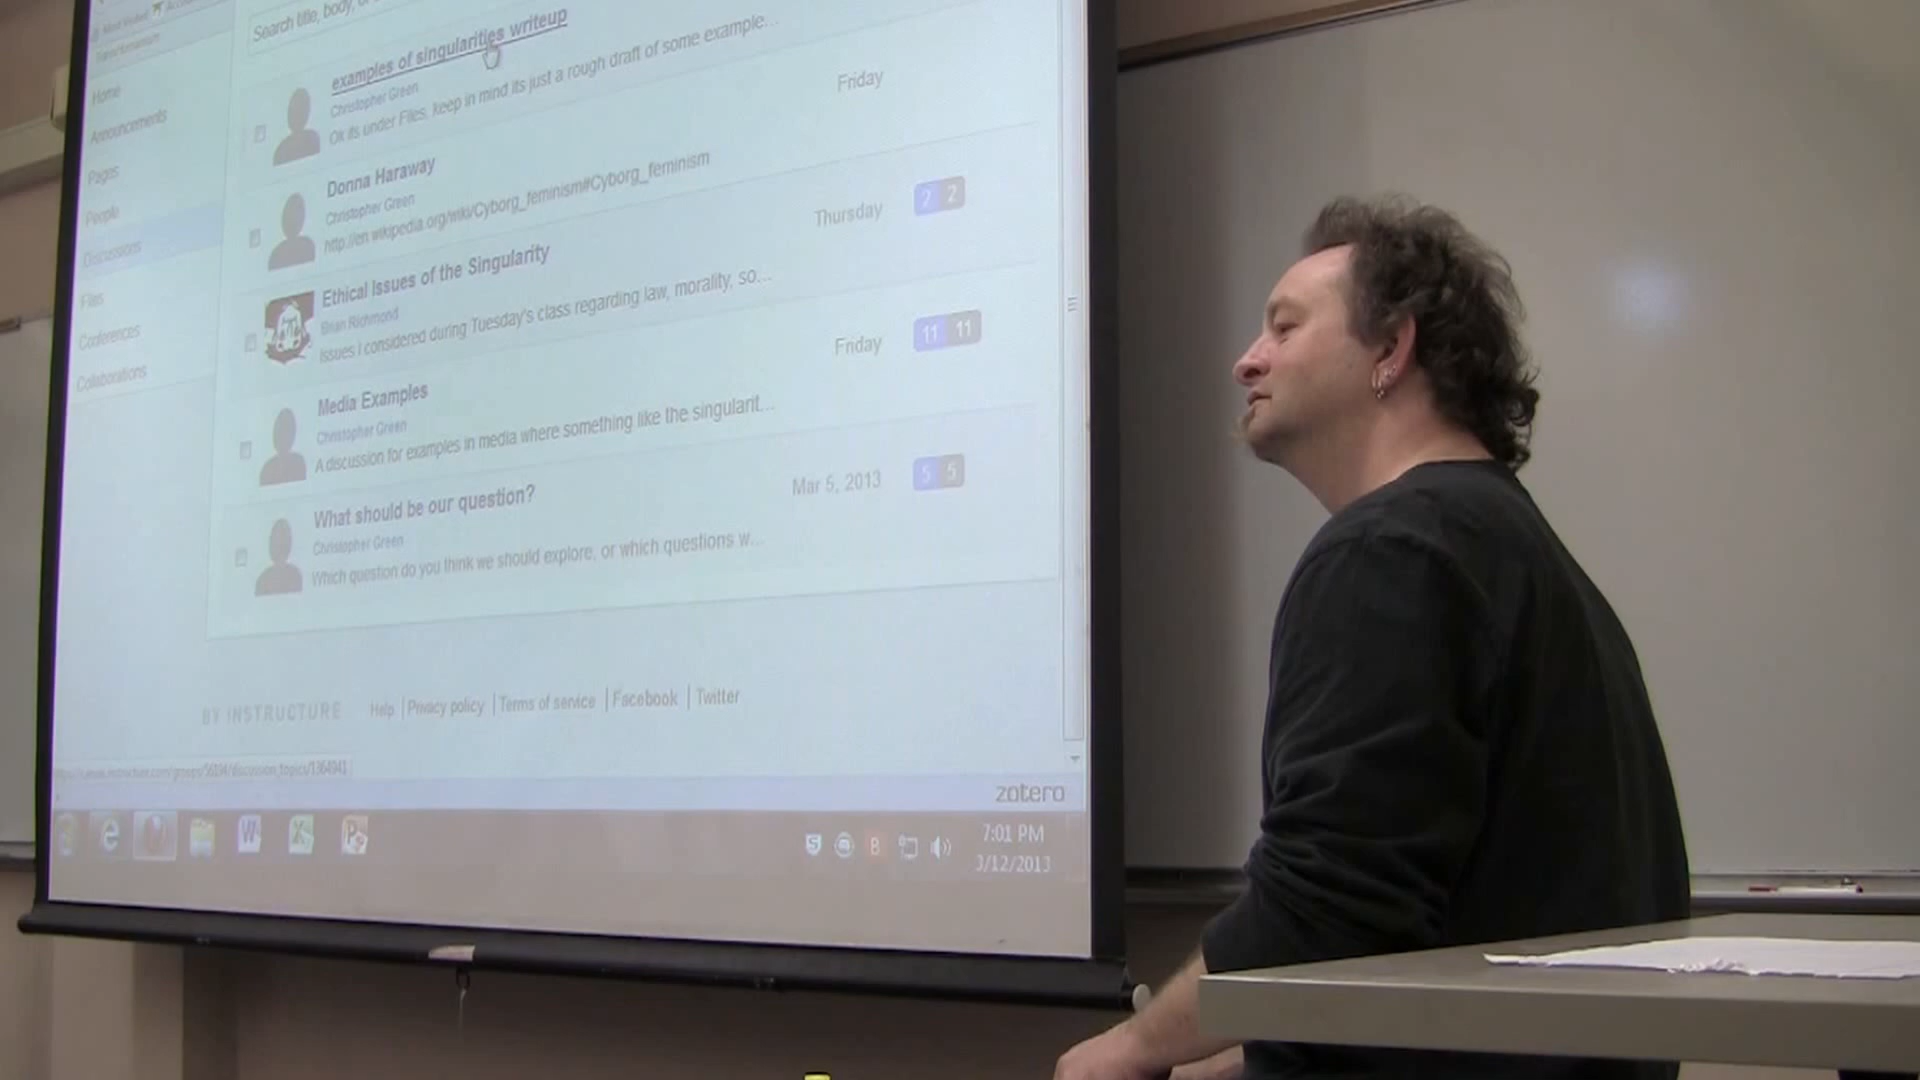 Search title, body, or
examples of singularities writeup
Christopher Green
Ok its under Files, keep in mind its just a rough draft of some example...
Friday
Donna Haraway
Christopher Green
http://en.wikipedia.org/wiki/Cyborg_feminism#Cyborg_feminism
Thursday
2 2
Ethical Issues of the Singularity
Brian Richmond
Issues I considered during Tuesday's class regarding law, morality, so...
Friday
11 11
Media Examples
Christopher Green
A discussion for examples in media where something like the singularit...
Mar 5, 2013
5 5
What should be our question?
Christopher Green
Which question do you think we should explore, or which questions w...
Home
Announcements
Pages
People
Discussions
Files
Conferences
Collaborations
BY INSTRUCTURE
Help Privacy policy Terms of service Facebook Twitter
zotero
7:01 PM
3/12/2013